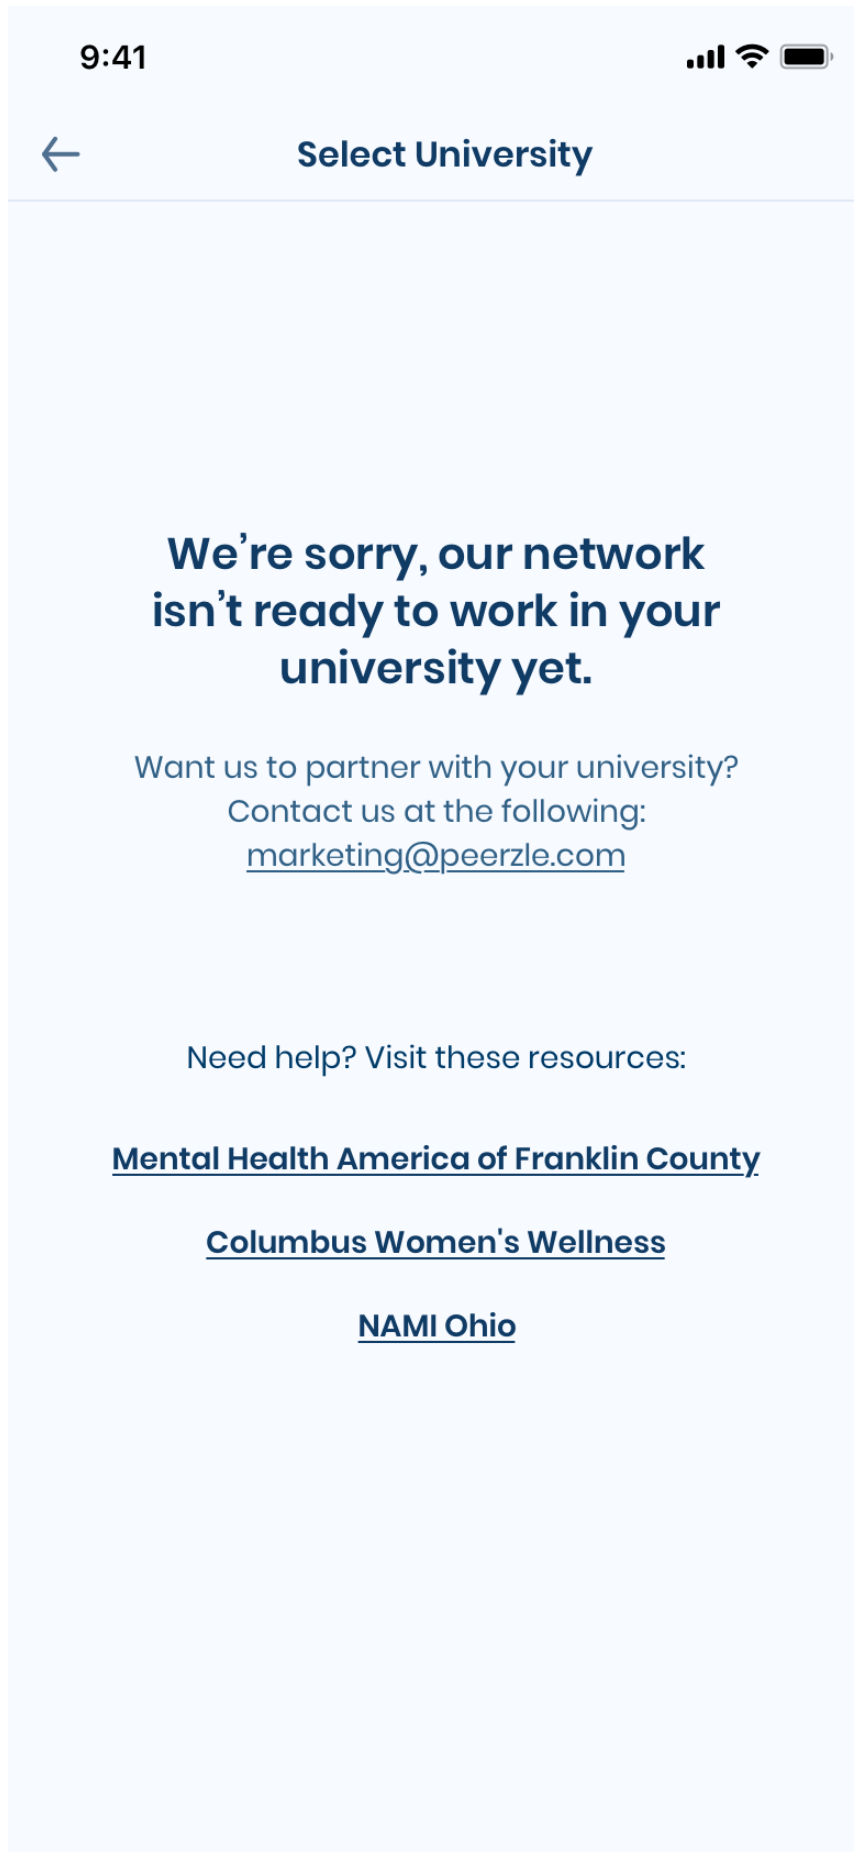 9:41
Select University
We’re sorry, our network
isn’t ready to work in your
university yet.
Want us to partner with your university?
Contact us at the following:
marketing@peerzle.com
Need help? Visit these resources:
Mental Health America of Franklin County
Columbus Women's Wellness
NAMI Ohio